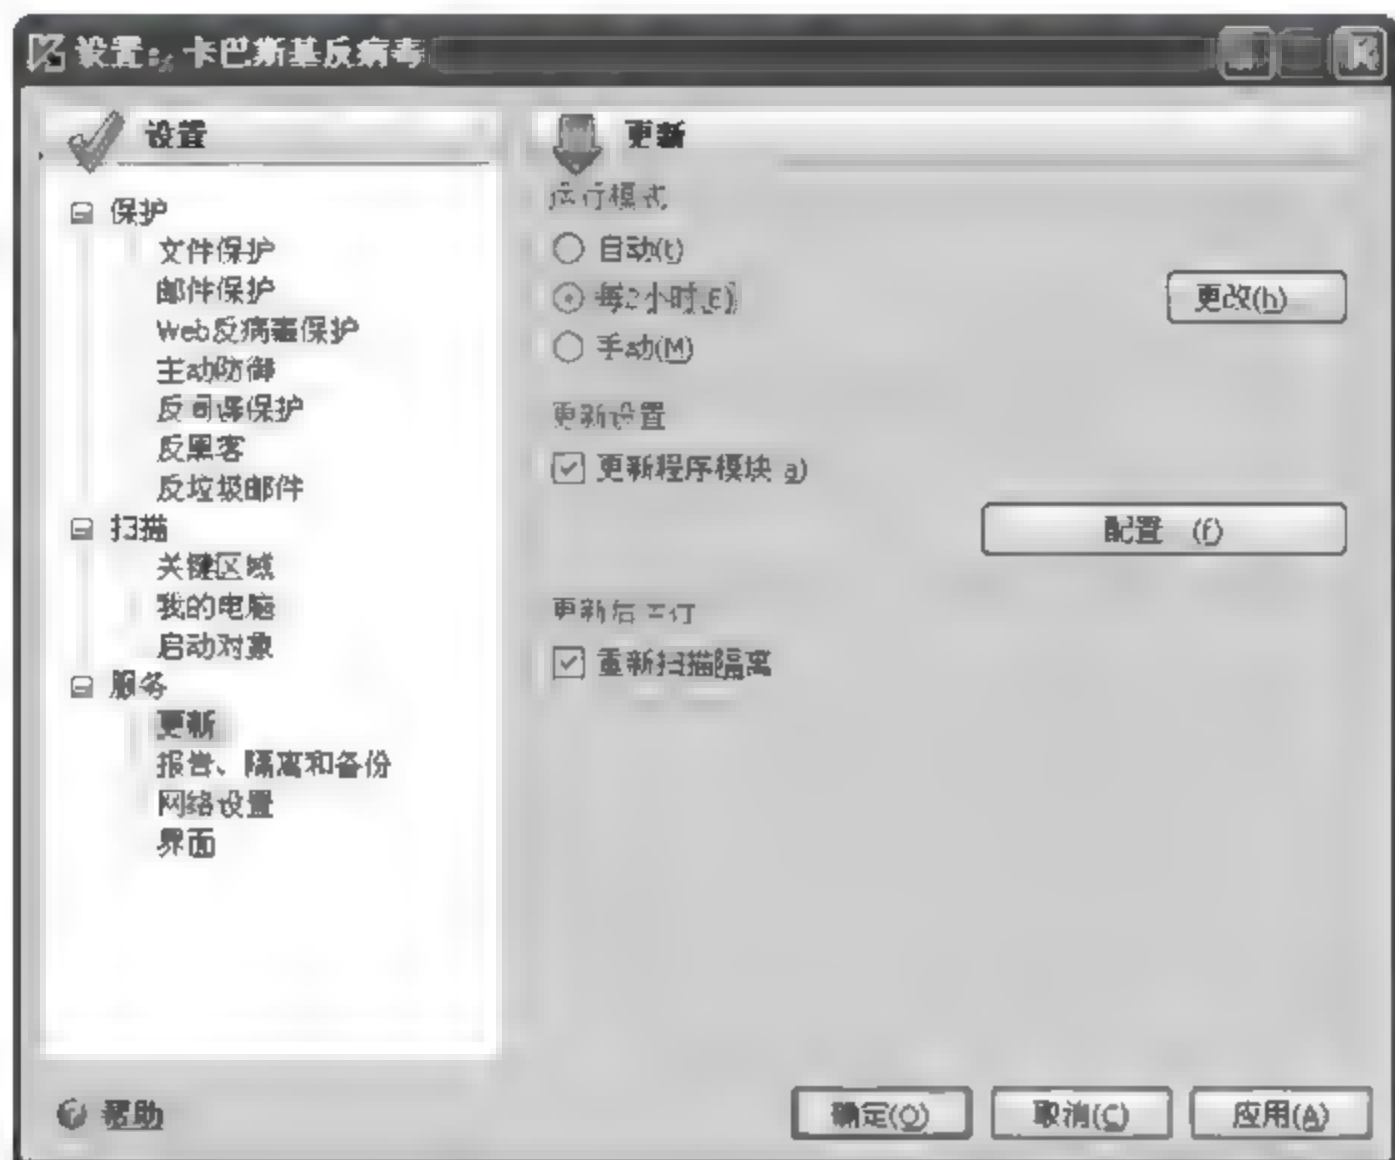 设置: 卡巴斯基反病毒
设置
保护
文件保护
邮件保护
Web反病毒保护
主动防御
反间谍保护
反黑客
反垃圾邮件
扫描
关键区域
我的电脑
启动对象
服务
更新
报告、隔离和备份
网络设置
界面
更新
运行模式
自动(t)
每2小时(E)
更改(h)
手动(M)
更新设置
更新程序模块 a)
配置 (f)
更新后运行
重新扫描隔离
帮助
确定(O)
取消(C)
应用(A)